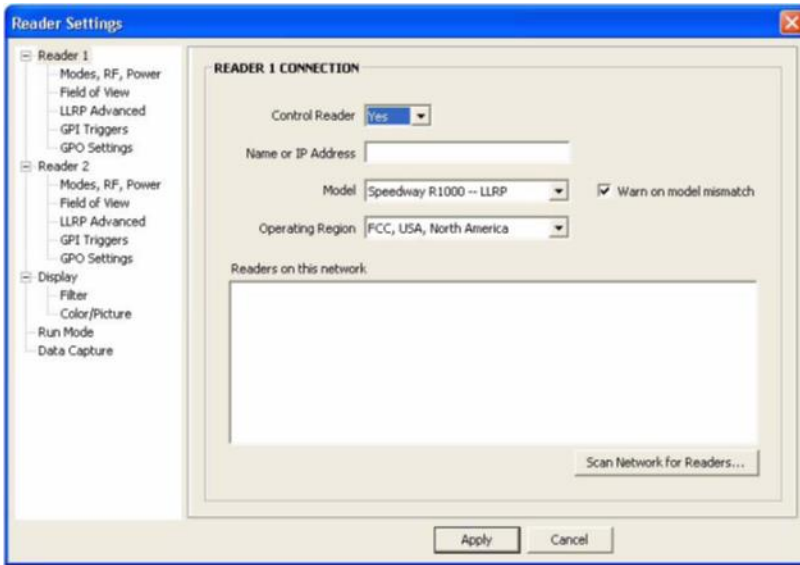 Reader Settings
Reader 1
Modes, RF, Power
Field of View
LLRP Advanced
GPI Triggers
GPO Settings
Reader 2
Modes, RF, Power
Field of View
LLRP Advanced
GPI Triggers
GPO Settings
Display
Filter
Color/Picture
Run Mode
Data Capture
READER 1 CONNECTION
Control Reader Yes
Name or IP Address
Model Speedway R1000 -- LLRP Warn on model mismatch
Operating Region FCC, USA, North America
Readers on this network
Scan Network for Readers...
Apply Cancel